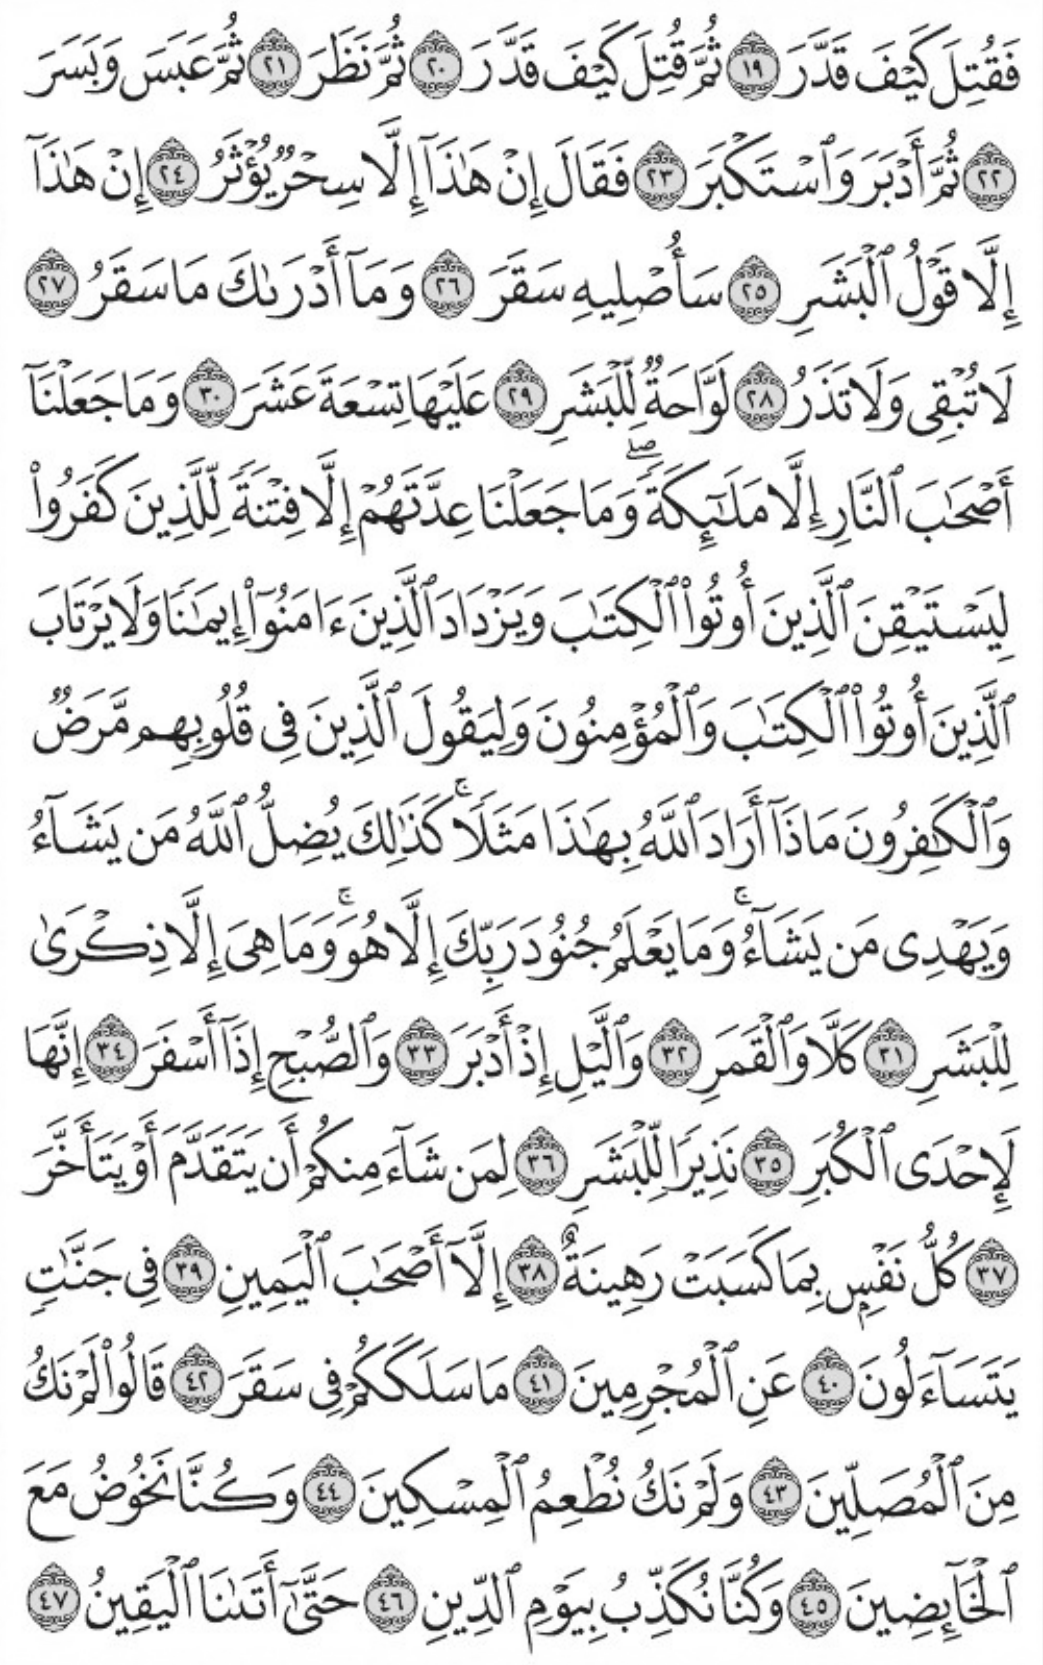 فَقُتِلَ كَيْفَ قَدَّرَ ١٩ ثُمَّ قُتِلَ كَيْفَ قَدَّرَ ٢٠ ثُمَّ نَظَرَ ٢١ ثُمَّ عَبَسَ وَبَسَرَ
٢٢ ثُمَّ أَدْبَرَ وَٱسْتَكْبَرَ ٢٣ فَقَالَ إِنْ هَٰذَآ إِلَّا سِحْرٌ يُؤْثَرُ ٢٤ إِنْ هَٰذَآ
إِلَّا قَوْلُ ٱلْبَشَرِ ٢٥ سَأُصْلِيهِ سَقَرَ ٢٦ وَمَآ أَدْرَىٰكَ مَا سَقَرُ ٢٧
لَا تُبْقِى وَلَا تَذَرُ ٢٨ لَوَّاحَةٌ لِّلْبَشَرِ ٢٩ عَلَيْهَا تِسْعَةَ عَشَرَ ٣٠ وَمَا جَعَلْنَآ
أَصْحَٰبَ ٱلنَّارِ إِلَّا مَلَٰٓئِكَةً ۖ وَمَا جَعَلْنَا عِدَّتَهُمْ إِلَّا فِتْنَةً لِّلَّذِينَ كَفَرُوا۟
لِيَسْتَيْقِنَ ٱلَّذِينَ أُوتُوا۟ ٱلْكِتَٰبَ وَيَزْدَادَ ٱلَّذِينَ ءَامَنُوٓا۟ إِيمَٰنًا وَلَا يَرْتَابَ
ٱلَّذِينَ أُوتُوا۟ ٱلْكِتَٰبَ وَٱلْمُؤْمِنُونَ وَلِيَقُولَ ٱلَّذِينَ فِى قُلُوبِهِم مَّرَضٌ
وَٱلْكَٰفِرُونَ مَاذَآ أَرَادَ ٱللَّهُ بِهَٰذَا مَثَلًا ۚ كَذَٰلِكَ يُضِلُّ ٱللَّهُ مَن يَشَآءُ
وَيَهْدِى مَن يَشَآءُ ۚ وَمَا يَعْلَمُ جُنُودَ رَبِّكَ إِلَّا هُوَ ۚ وَمَا هِىَ إِلَّا ذِكْرَىٰ
لِلْبَشَرِ ٣١ كَلَّا وَٱلْقَمَرِ ٣٢ وَٱلَّيْلِ إِذْ أَدْبَرَ ٣٣ وَٱلصُّبْحِ إِذَآ أَسْفَرَ ٣٤ إِنَّهَا
لَإِحْدَى ٱلْكُبَرِ ٣٥ نَذِيرًا لِّلْبَشَرِ ٣٦ لِمَن شَآءَ مِنكُمْ أَن يَتَقَدَّمَ أَوْ يَتَأَخَّرَ
٣٧ كُلُّ نَفْسٍۭ بِمَا كَسَبَتْ رَهِينَةٌ ٣٨ إِلَّآ أَصْحَٰبَ ٱلْيَمِينِ ٣٩ فِى جَنَّٰتٍ
يَتَسَآءَلُونَ ٤٠ عَنِ ٱلْمُجْرِمِينَ ٤١ مَا سَلَكَكُمْ فِى سَقَرَ ٤٢ قَالُوا۟ لَمْ نَكُ
مِنَ ٱلْمُصَلِّينَ ٤٣ وَلَمْ نَكُ نُطْعِمُ ٱلْمِسْكِينَ ٤٤ وَكُنَّا نَخُوضُ مَعَ
ٱلْخَآئِضِينَ ٤٥ وَكُنَّا نُكَذِّبُ بِيَوْمِ ٱلدِّينِ ٤٦ حَتَّىٰٓ أَتَىٰنَا ٱلْيَقِينُ ٤٧